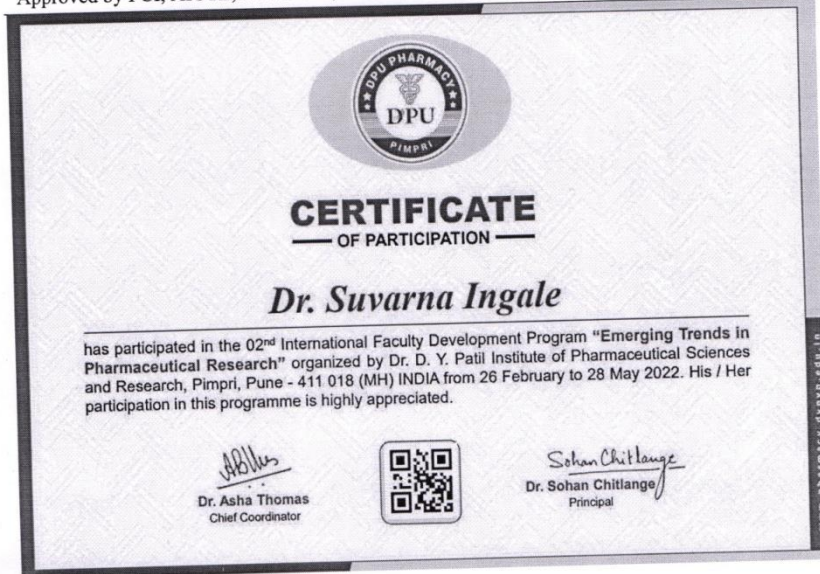 Approved by PCI,
DPU PHARMACY
DPU
PIMPRI
CERTIFICATE
OF PARTICIPATION
Dr. Suvarna Ingale
has participated in the 02nd International Faculty Development Program “Emerging Trends in
Pharmaceutical Research” organized by Dr. D. Y. Patil Institute of Pharmaceutical Sciences
and Research, Pimpri, Pune - 411 018 (MH) INDIA from 26 February to 28 May 2022. His / Her
participation in this programme is highly appreciated.
Sohan Chitlange
Dr. Asha Thomas
Chief Coordinator
Dr. Sohan Chitlange
Principal